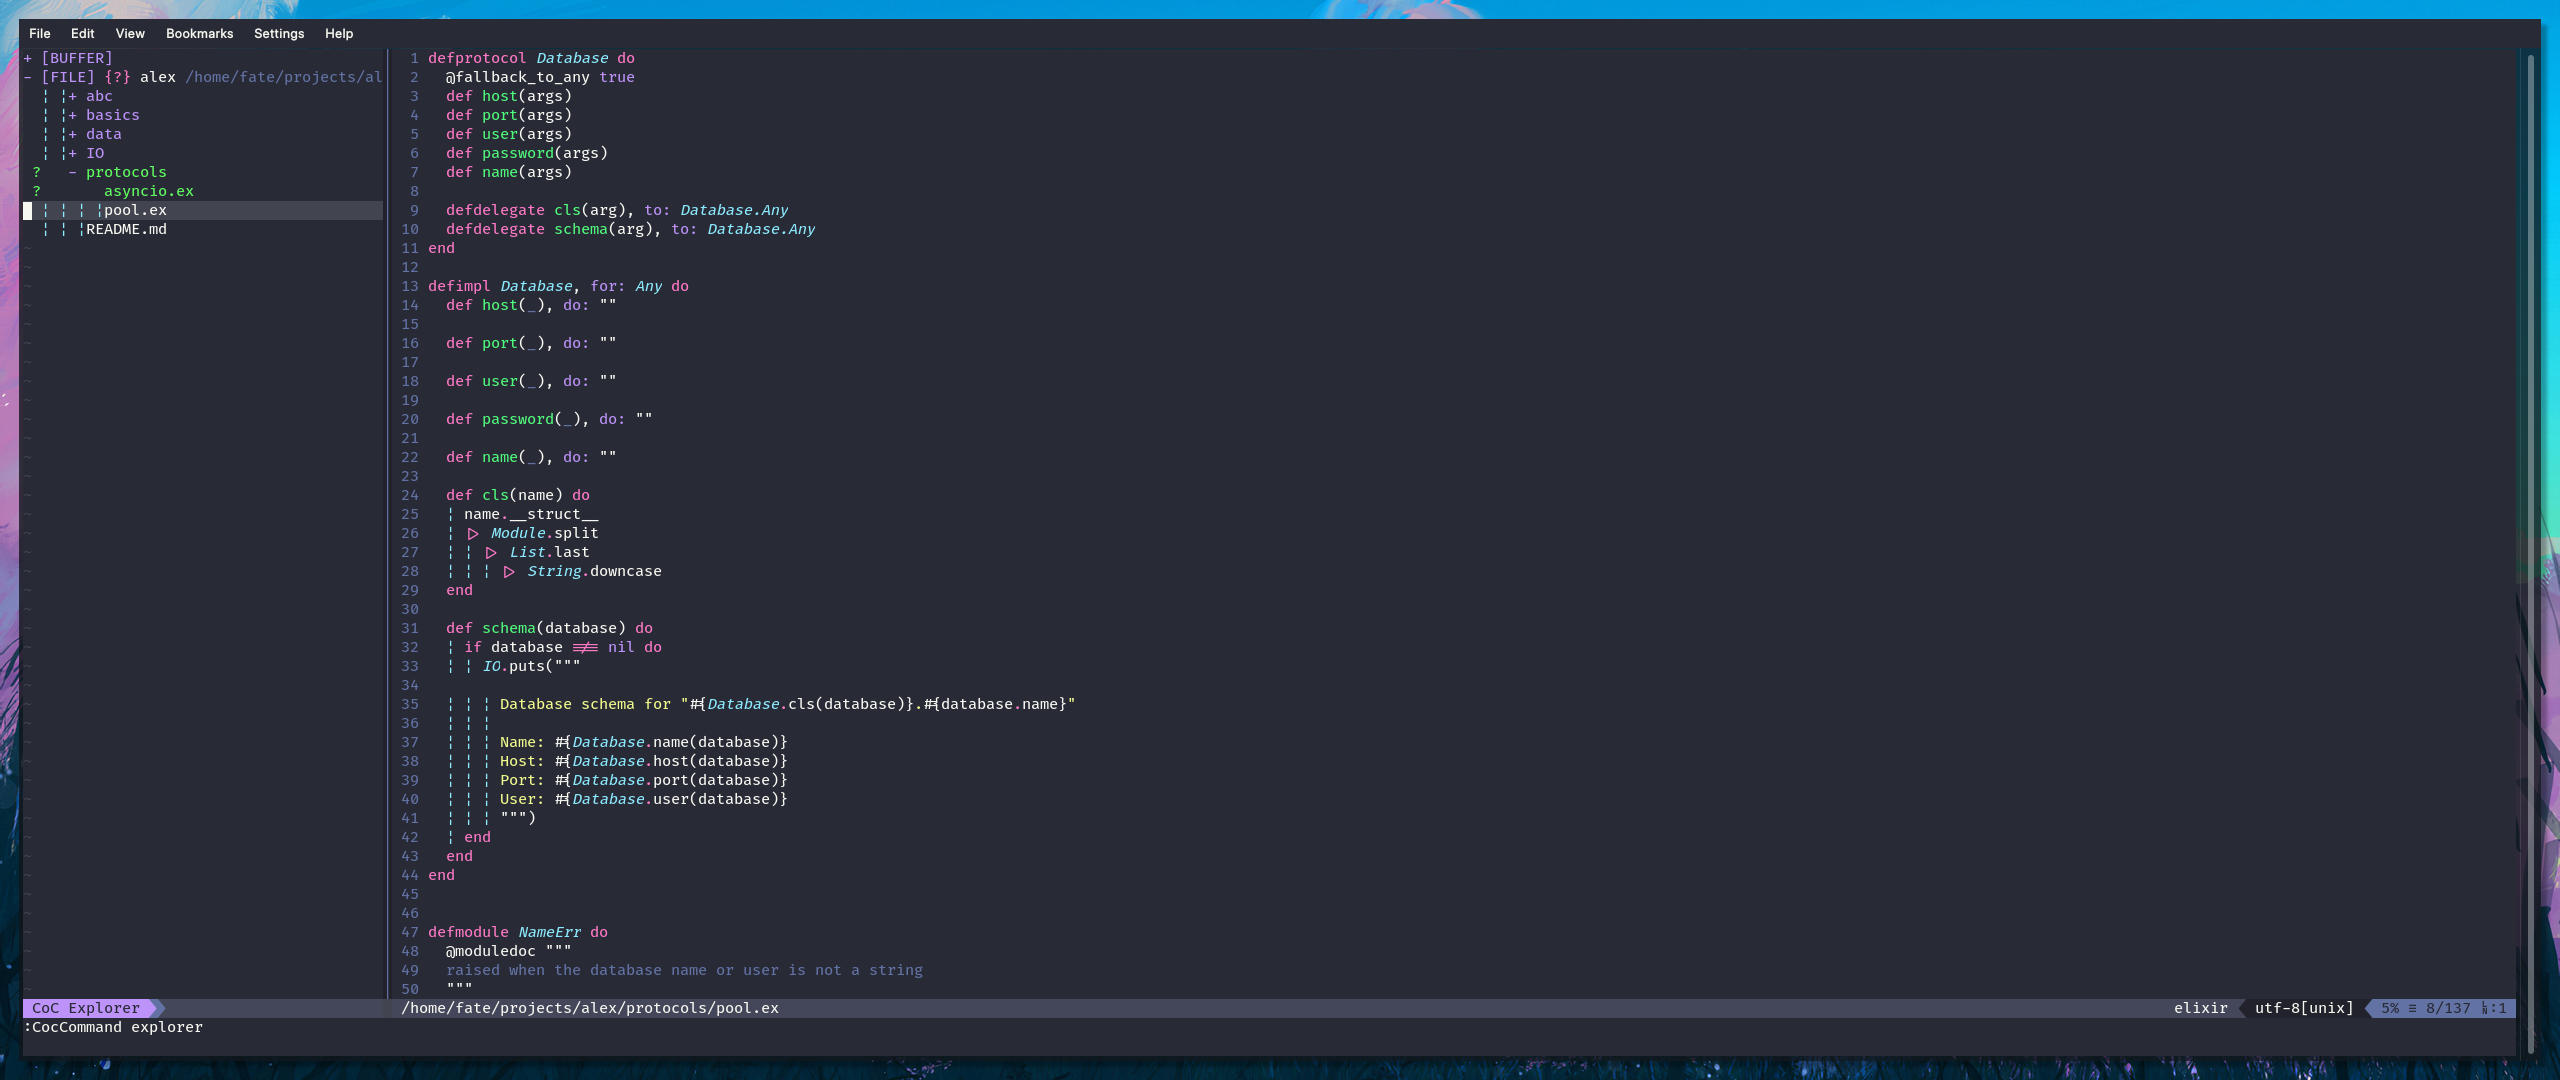 File Edit View Bookmarks Settings Help
+ [BUFFER]
- [FILE] {?} alex /home/fate/projects/al
+ abc
+ basics
+ data
+ IO
? - protocols
? asyncio.ex
pool.ex
README.md
1 defprotocol Database do
2 @fallback_to_any true
3 def host(args)
4 def port(args)
5 def user(args)
6 def password(args)
7 def name(args)
8
9 defdelegate cls(arg), to: Database.Any
10 defdelegate schema(arg), to: Database.Any
11 end
12
13 defimpl Database, for: Any do
14 def host(_), do: ""
15
16 def port(_), do: ""
17
18 def user(_), do: ""
19
20 def password(_), do: ""
21
22 def name(_), do: ""
23
24 def cls(name) do
25 name.__struct__
26 |> Module.split
27 |> List.last
28 |> String.downcase
29 end
30
31 def schema(database) do
32 if database !== nil do
33 IO.puts("""
34
35 Database schema for "#{Database.cls(database)}.#{database.name}"
36
37 Name: #{Database.name(database)}
38 Host: #{Database.host(database)}
39 Port: #{Database.port(database)}
40 User: #{Database.user(database)}
41 """)
42 end
43 end
44 end
45
46
47 defmodule NameErr do
48 @moduledoc """
49 raised when the database name or user is not a string
50 """
CoC Explorer /home/fate/projects/alex/protocols/pool.ex elixir utf-8[unix] 5% ≡ 8/137 ㏑:1
:CocCommand explorer